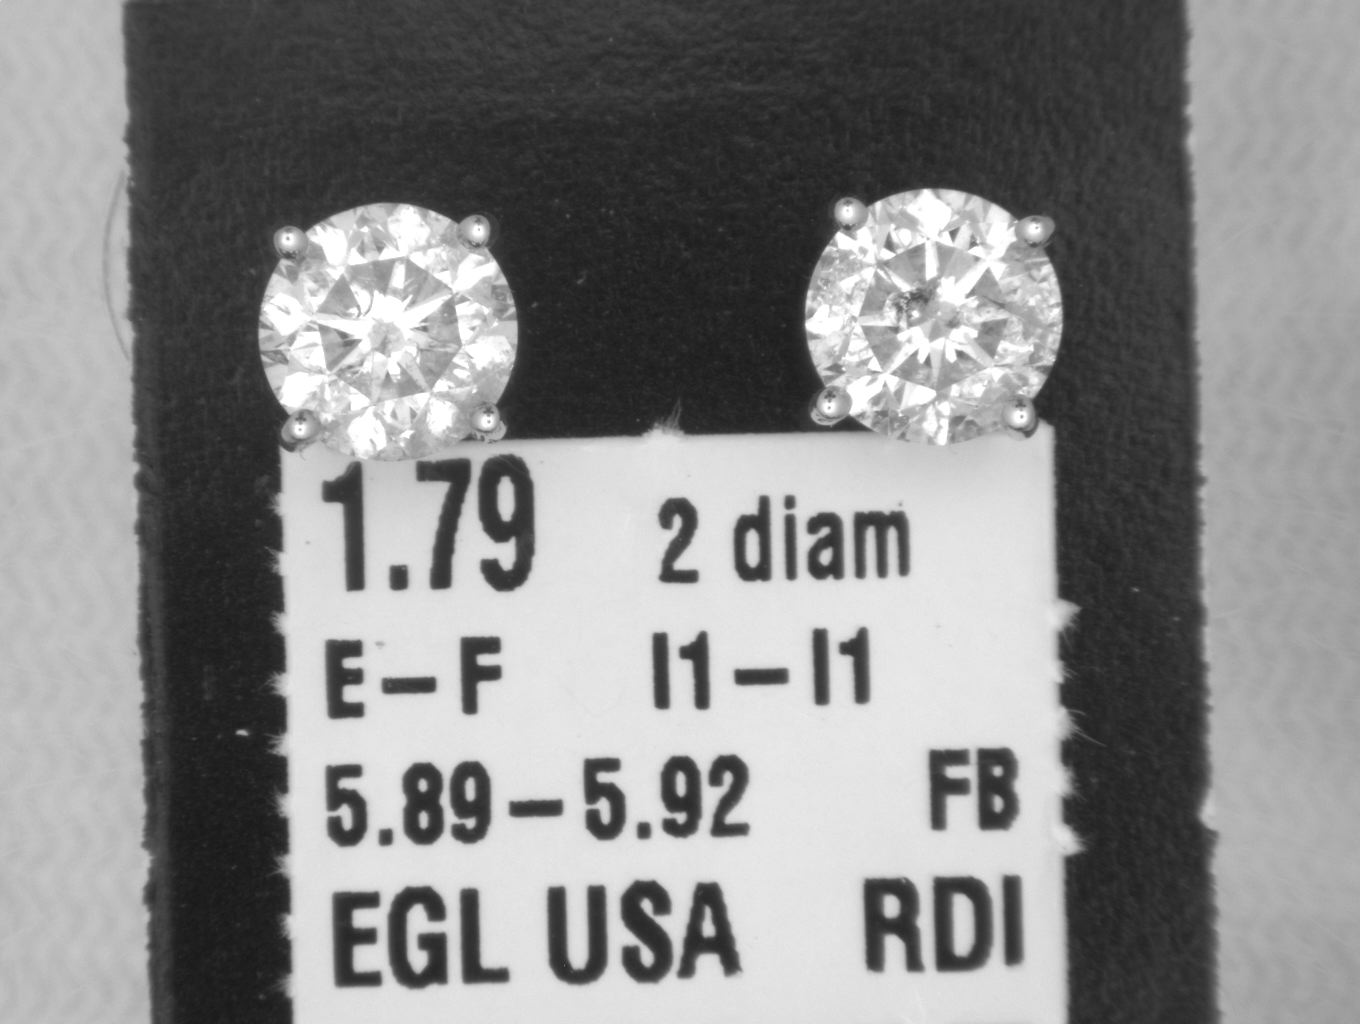 1.79 2 diam
E–F I1–I1
5.89–5.92 FB
EGL USA RDI